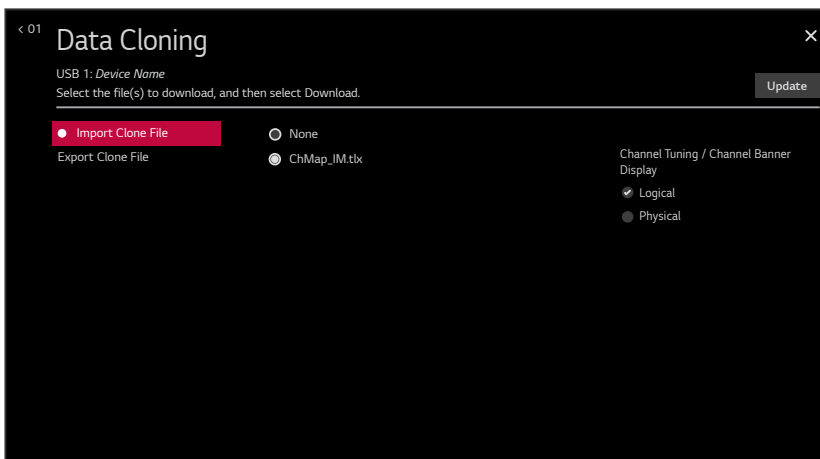 < 01
Data Cloning
USB 1: Device Name
Select the file(s) to download, and then select Download.
Update
Import Clone File
Export Clone File
None
ChMap_IM.tlx
Channel Tuning / Channel Banner
Display
Logical
Physical